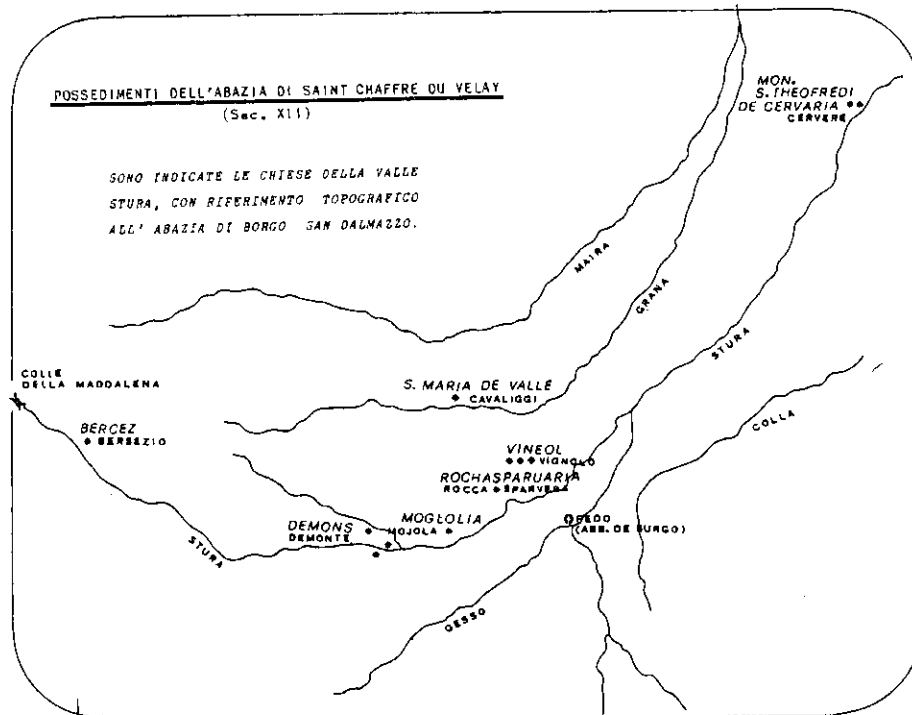 POSSEDIMENTI DELL'ABAZIA DI SAINT CHAFFRE DU VELAY
(Sec. XII)
SONO INDICATE LE CHIESE DELLA VALLE
STURA, CON RIFERIMENTO TOPOGRAFICO
ALL' ABAZIA DI BORGO SAN DALMAZZO.
MON.
S. THEOFREDI
DE CERVARIA
CERVERE
MAIRA
GRANA
STURA
COLLA
COLLE
DELLA MADDALENA
S. MARIA DE VALLE
CAVALIGGI
BERCEZ
BERSEZIO
VINEOL
VIGNOLO
ROCHASPARUARIA
ROCCA SPARVERA
MOGLOLIA
MOJOLA
DEMONS
DEMONTE
PEDO
(ABB. DE BURGO)
STURA
GESSO